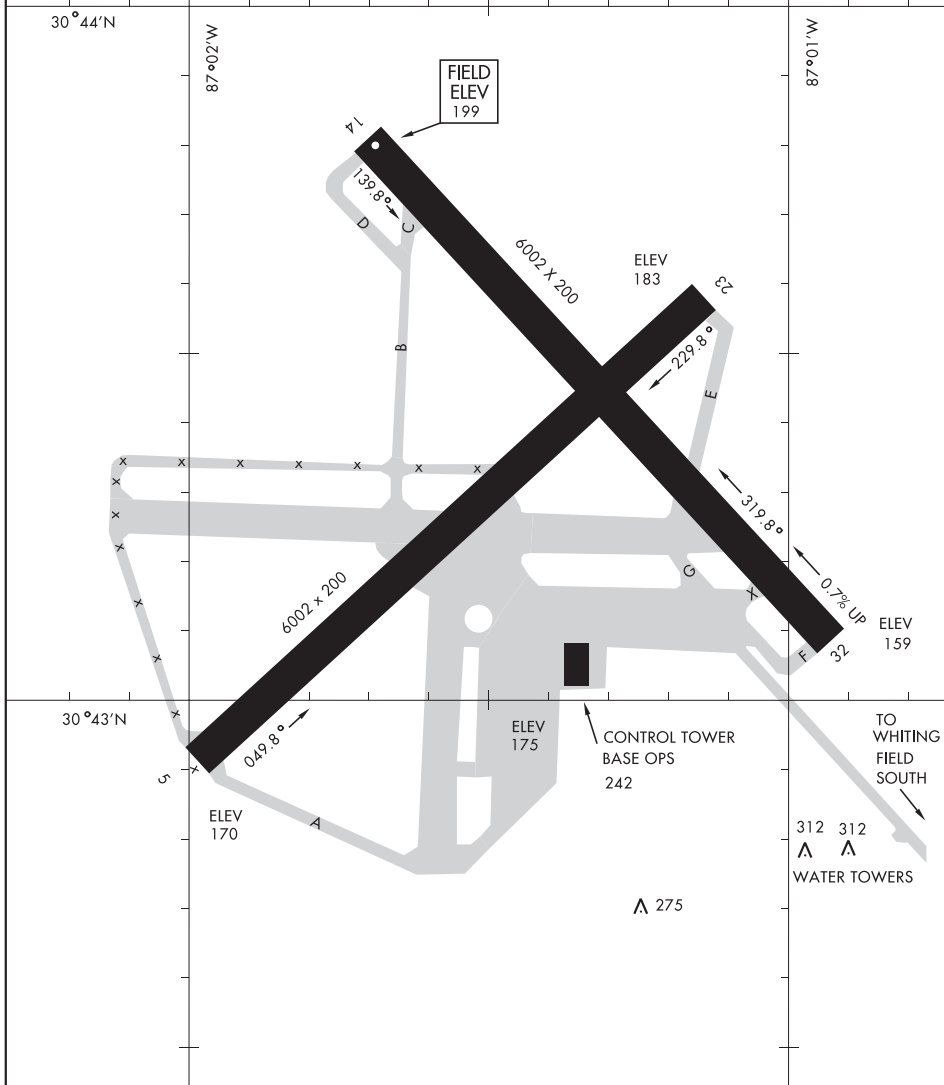 30°44'N
87°02'W
87°01'W
FIELD
ELEV
199
14
139.8°
D
C
6002 X 200
ELEV
183
23
229.8°
B
E
x x x x x x x
x
x
x
319.8°
G
0.7% UP
x
6002 x 200
X
ELEV
159
32
F
x
30°43'N
x
049.8°
ELEV
175
CONTROL TOWER
BASE OPS
242
TO
WHITING
FIELD
SOUTH
5
x
ELEV
170
A
312
312
WATER TOWERS
275